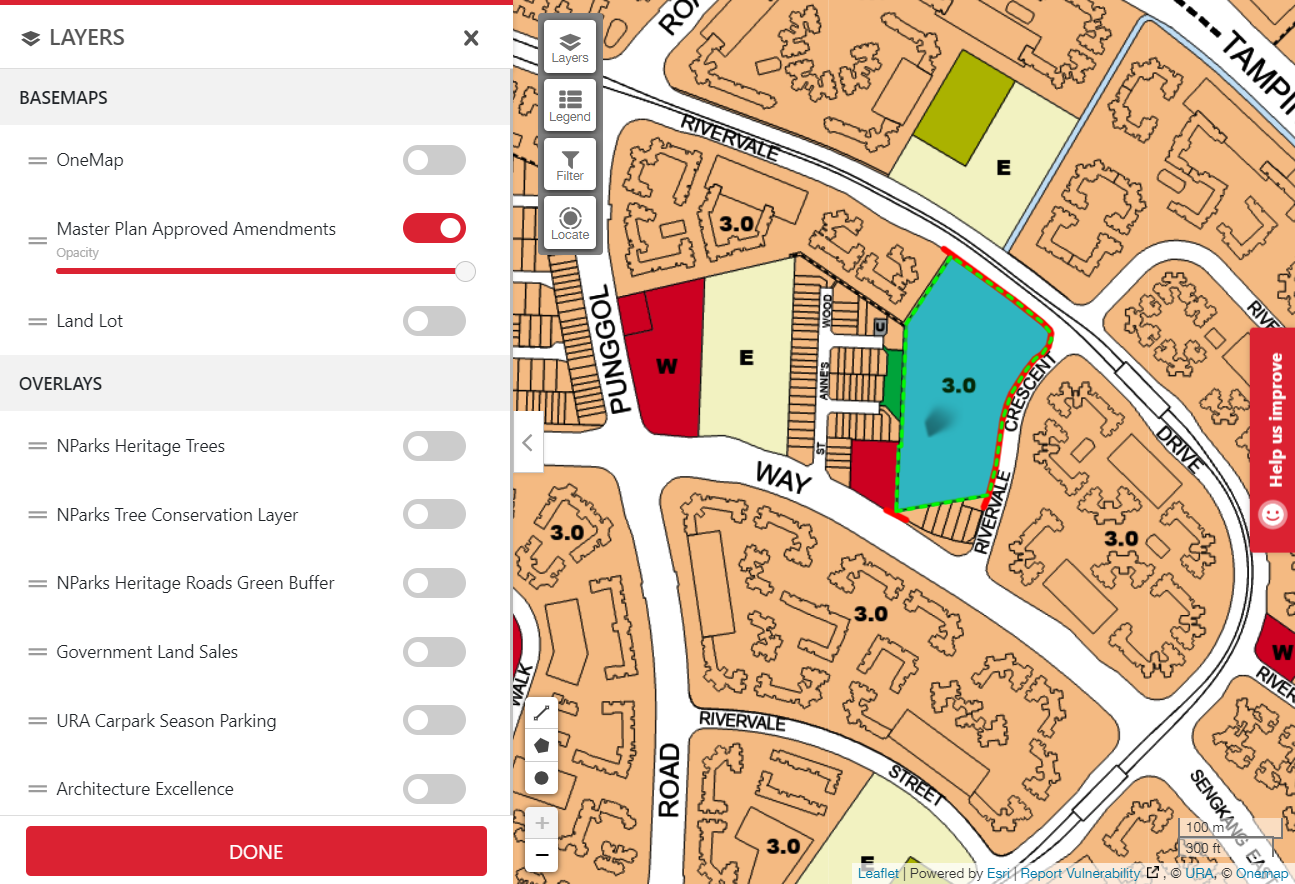 LAYERS
BASEMAPS
OneMap
Master Plan Approved Amendments
Opacity
Land Lot
OVERLAYS
NParks Heritage Trees
NParks Tree Conservation Layer
NParks Heritage Roads Green Buffer
Government Land Sales
URA Carpark Season Parking
Architecture Excellence
DONE
Layers
Legend
Filter
Locate
TAMPI
RIVERVALE
E
3.0
PUNGGOL
WOOD
C
W
E
ANNE'S
3.0
CRESCENT
ST
WAY
DRIVE
RIVERVALE
Help us improve
3.0
3.0
3.0
W
WALK
RIVERVALE
STREET
ROAD
SENGKANG EAST
3.0
E
+
−
100 m
300 ft
Leaflet | Powered by Esri | Report Vulnerability , © URA, © Onemap